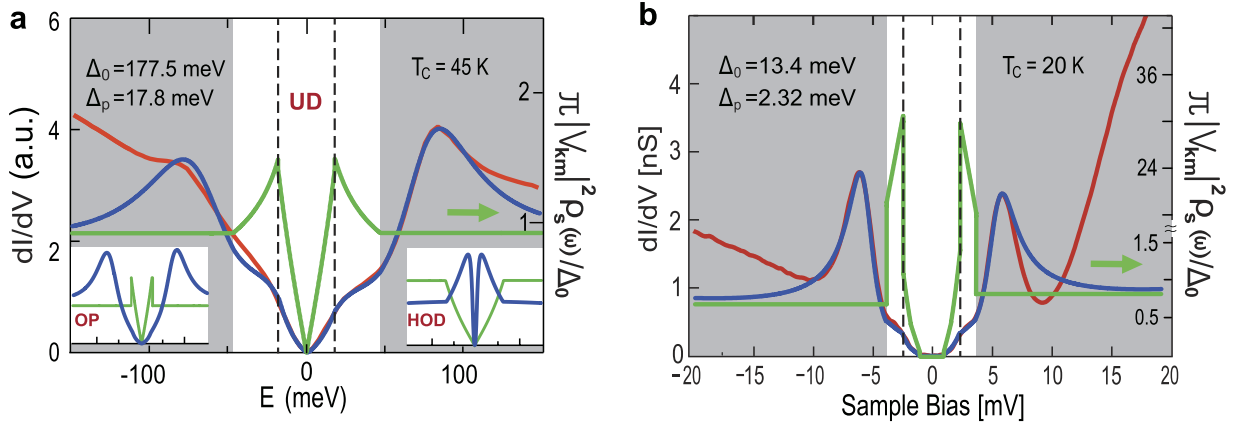 a
6
4
2
0
dI/dV (a.u.)
Δ0 =177.5 meV
Δp =17.8 meV
UD
TC = 45 K
2
1
π|Vkm|²ρs(ω)/Δ0
OP
HOD
-100
0
100
E (meV)
b
4
3
2
1
0
dI/dV [nS]
Δ0 =13.4 meV
Δp =2.32 meV
TC = 20 K
36
24
≈
1.5
0.5
π|Vkm|²ρs(ω)/Δ0
−20
−15
−10
−5
0
5
10
15
20
Sample Bias [mV]